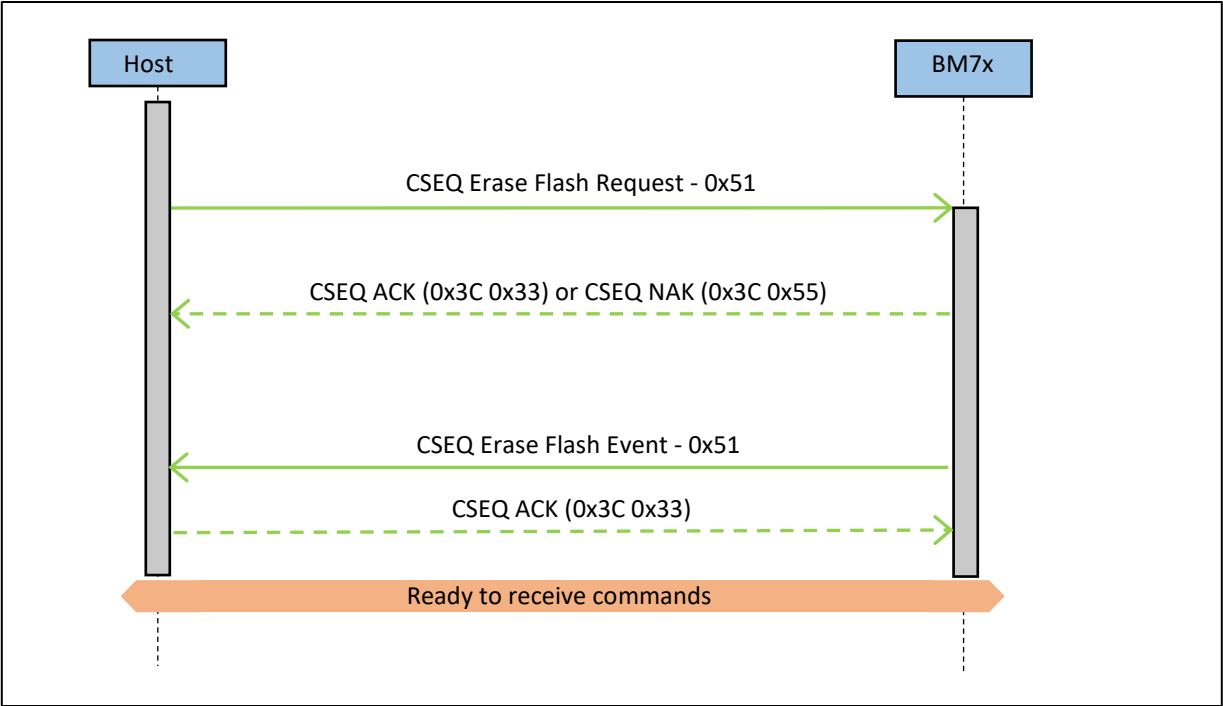 Host
BM7x
CSEQ Erase Flash Request - 0x51
CSEQ ACK (0x3C 0x33) or CSEQ NAK (0x3C 0x55)
CSEQ Erase Flash Event - 0x51
CSEQ ACK (0x3C 0x33)
Ready to receive commands